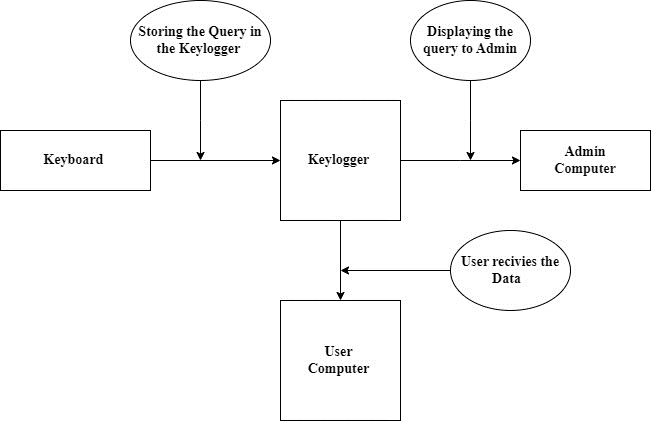 Storing the Query in
the Keylogger
Displaying the
query to Admin
Keyboard
Keylogger
Admin
Computer
User recivies the
Data
User
Computer